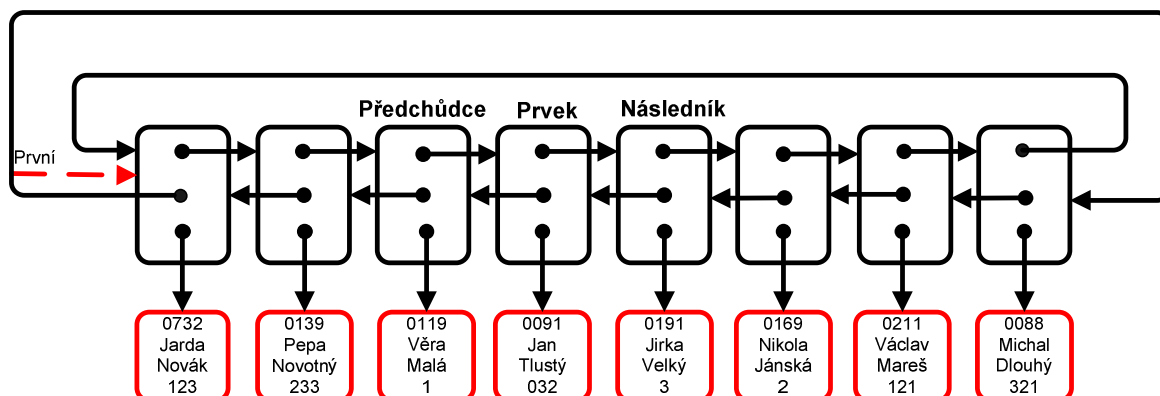 Předchůdce
Prvek
Následník
První
0732
Jarda
Novák
123
0139
Pepa
Novotný
233
0119
Věra
Malá
1
0091
Jan
Tlustý
032
0191
Jirka
Velký
3
0169
Nikola
Jánská
2
0211
Václav
Mareš
121
0088
Michal
Dlouhý
321